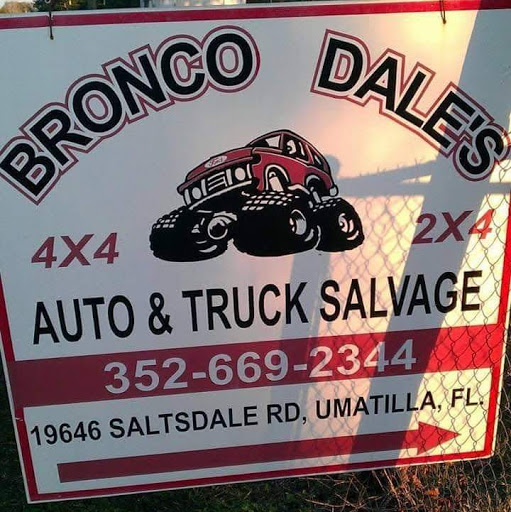 BRONCO DALE'S
4X4 2X4
AUTO & TRUCK SALVAGE
352-669-2344
19646 SALTSDALE RD, UMATILLA, FL.